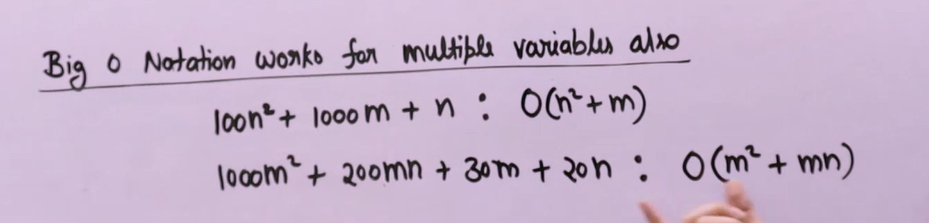 Big O Notation works for multiple variables also
100n² + 1000m + n : O(n² + m)
1000m² + 200mn + 30m + 20n : O(m² + mn)